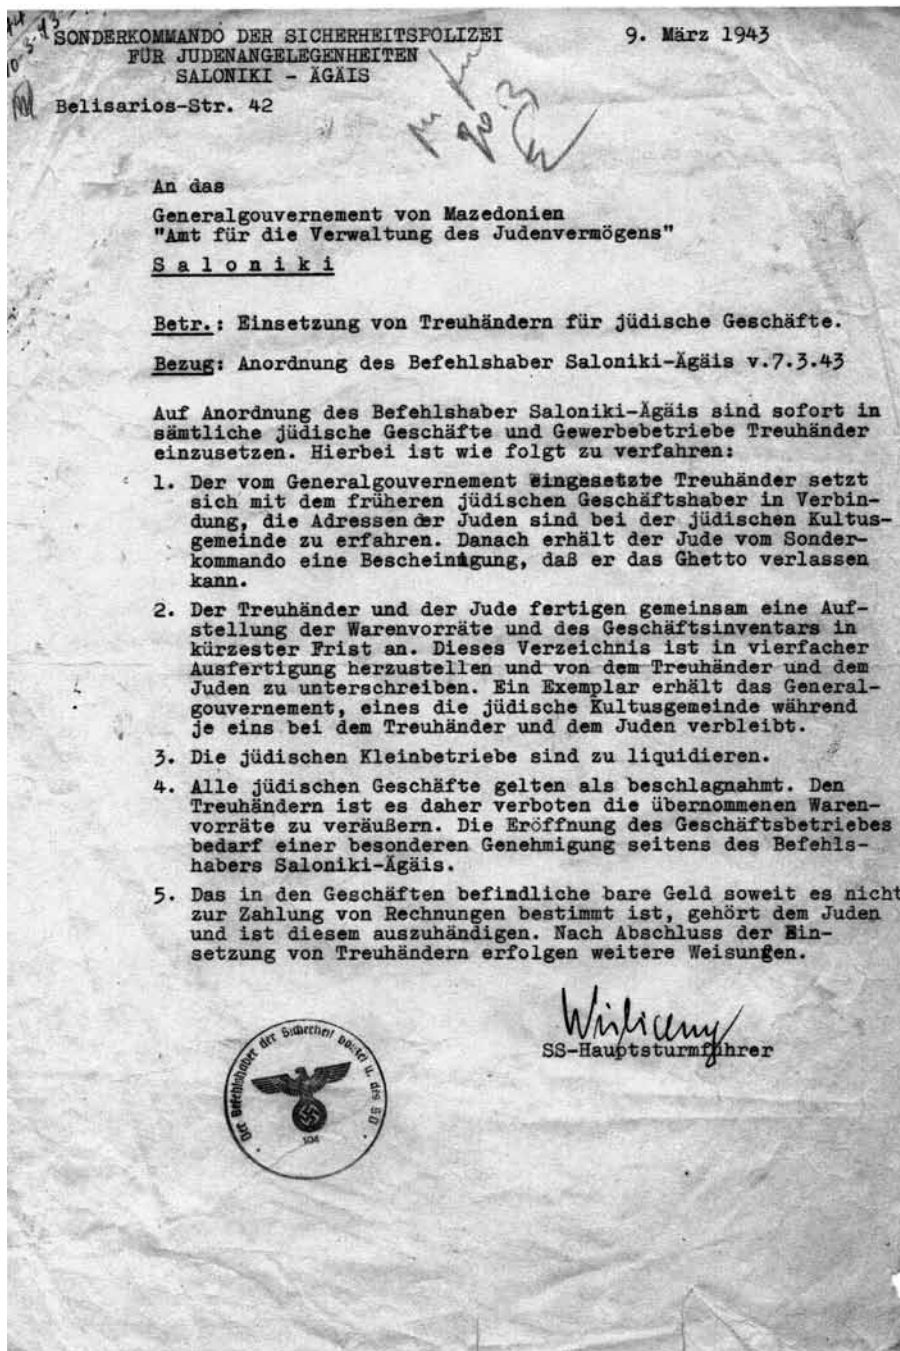 10.3.43
SONDERKOMMANDO DER SICHERHEITSPOLIZEI 9. März 1943
FÜR JUDENANGELEGENHEITEN
SALONIKI - ÄGÄIS
Belisarios-Str. 42
An das
Generalgouvernement von Mazedonien
"Amt für die Verwaltung des Judenvermögens"
S a l o n i k i
Betr.: Einsetzung von Treuhändern für jüdische Geschäfte.
Bezug: Anordnung des Befehlshaber Saloniki-Ägäis v.7.3.43
Auf Anordnung des Befehlshaber Saloniki-Ägäis sind sofort in
sämtliche jüdische Geschäfte und Gewerbebetriebe Treuhänder
einzusetzen. Hierbei ist wie folgt zu verfahren:
1. Der vom Generalgouvernement eingesetzte Treuhänder setzt
sich mit dem früheren jüdischen Geschäftshaber in Verbin-
dung, die Adressen der Juden sind bei der jüdischen Kultus-
gemeinde zu erfahren. Danach erhält der Jude vom Sonder-
kommando eine Bescheinigung, daß er das Ghetto verlassen
kann.
2. Der Treuhänder und der Jude fertigen gemeinsam eine Auf-
stellung der Warenvorräte und des Geschäftsinventars in
kürzester Frist an. Dieses Verzeichnis ist in vierfacher
Ausfertigung herzustellen und von dem Treuhänder und dem
Juden zu unterschreiben. Ein Exemplar erhält das General-
gouvernement, eines die jüdische Kultusgemeinde während
je eins bei dem Treuhänder und dem Juden verbleibt.
3. Die jüdischen Kleinbetriebe sind zu liquidieren.
4. Alle jüdischen Geschäfte gelten als beschlagnahmt. Den
Treuhändern ist es daher verboten die übernommenen Waren-
vorräte zu veräußern. Die Eröffnung des Geschäftsbetriebes
bedarf einer besonderen Genehmigung seitens des Befehls-
habers Saloniki-Ägäis.
5. Das in den Geschäften befindliche bare Geld soweit es nicht
zur Zahlung von Rechnungen bestimmt ist, gehört dem Juden
und ist diesem auszuhändigen. Nach Abschluss der Ein-
setzung von Treuhändern erfolgen weitere Weisungen.
Wisliceny
SS-Hauptsturmführer
Der Befehlshaber der Sicherheitspolizei u. des SD
104